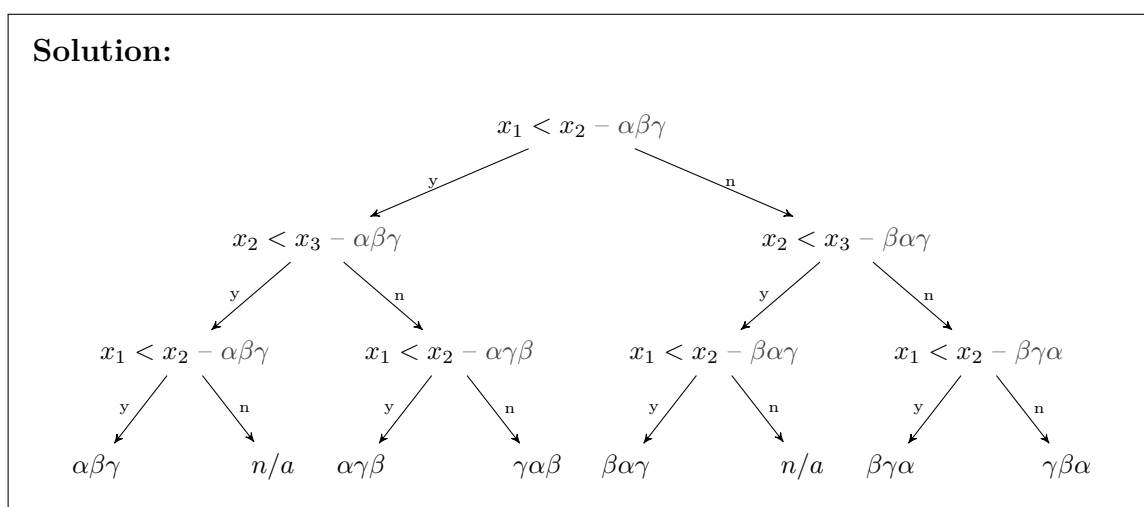 Solution:
x₁ < x₂ – αβγ
y n
x₂ < x₃ – αβγ x₂ < x₃ – βαγ
y n y n
x₁ < x₂ – αβγ x₁ < x₂ – αγβ x₁ < x₂ – βαγ x₁ < x₂ – βγα
y n y n y n y n
αβγ n/a αγβ γαβ βαγ n/a βγα γβα